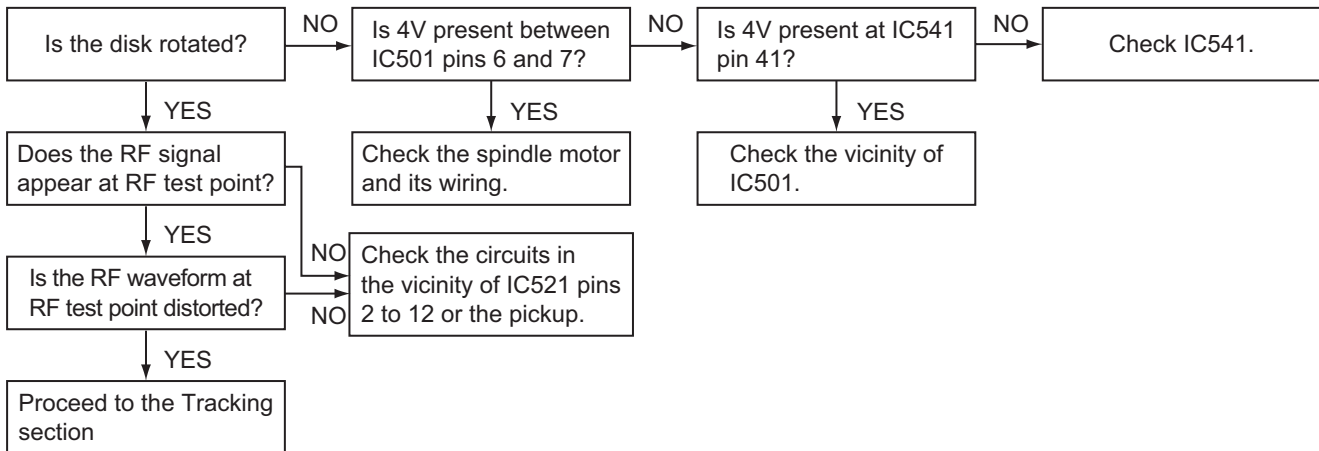 Is the disk rotated?
NO
Is 4V present between
IC501 pins 6 and 7?
NO
Is 4V present at IC541
pin 41?
NO
Check IC541.
YES
YES
YES
Does the RF signal
appear at RF test point?
Check the spindle motor
and its wiring.
Check the vicinity of
IC501.
YES
NO
Is the RF waveform at
RF test point distorted?
NO
Check the circuits in
the vicinity of IC521 pins
2 to 12 or the pickup.
YES
Proceed to the Tracking
section